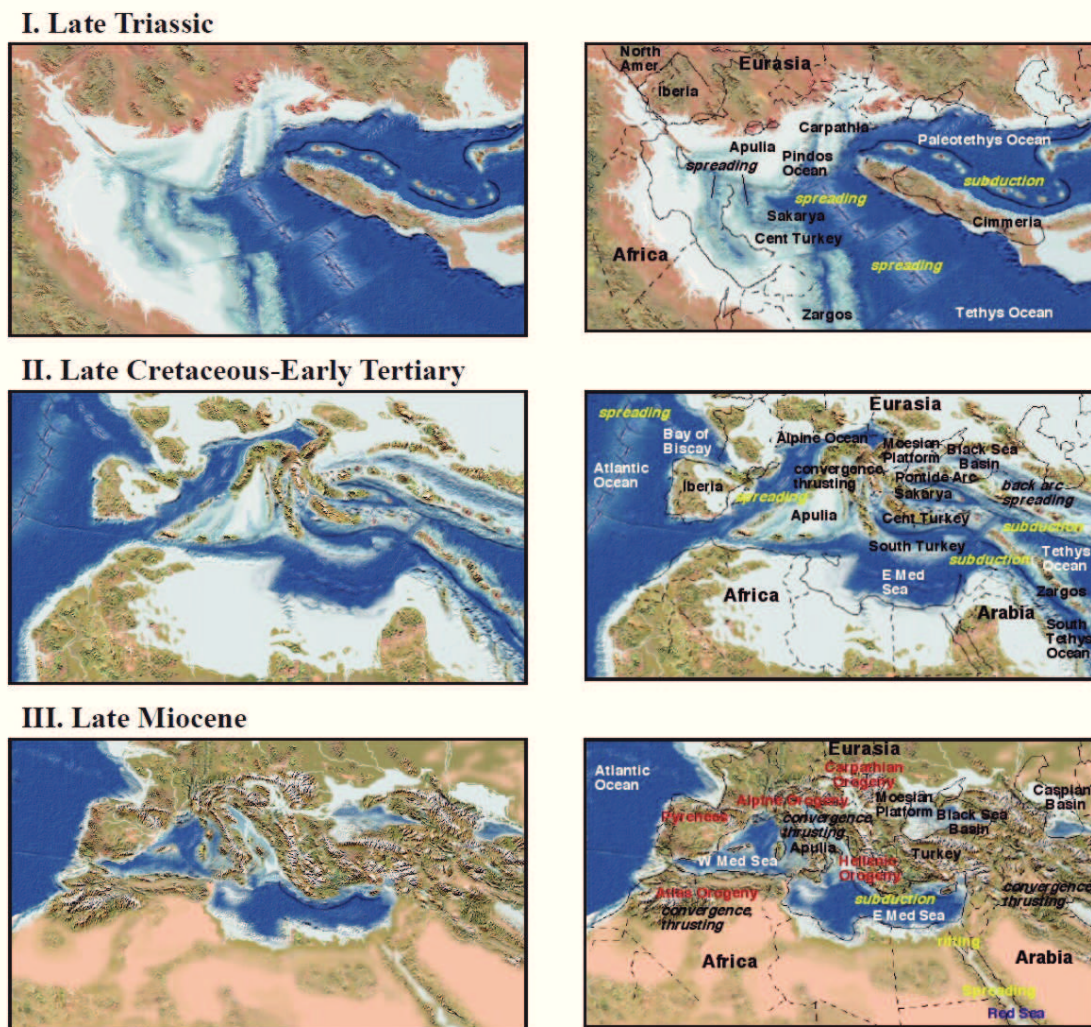 I. Late Triassic
North
Amer.
Eurasia
Iberia
Carpathia
Apulia
Paleotethys Ocean
spreading
Pindos
Ocean
subduction
spreading
Sakarya
Cimmeria
Africa
Cent Turkey
spreading
Zargos
Tethys Ocean
II. Late Cretaceous-Early Tertiary
spreading
Eurasia
Bay of
Biscay
Alpine Ocean
Moesian
Platform
Black Sea
Basin
Atlantic
Ocean
convergence,
thrusting
Iberia
Pontide Arc
Sakarya
back arc
spreading
spreading
Apulia
Cent Turkey
subduction
South Turkey
subduction
Tethys
Ocean
E Med
Sea
Africa
Zargos
Arabia
South
Tethys
Ocean
III. Late Miocene
Eurasia
Atlantic
Ocean
Carpathian
Orogeny
Caspian
Basin
Alpine Orogeny
Moesian
Platform
Pyrenees
convergence,
thrusting
Black Sea
Basin
Apulia
Turkey
W Med Sea
Hellenic
Orogeny
Atlas Orogeny
convergence,
thrusting
subduction
convergence
thrusting
E Med Sea
rifting
Africa
Arabia
Spreading
Red Sea